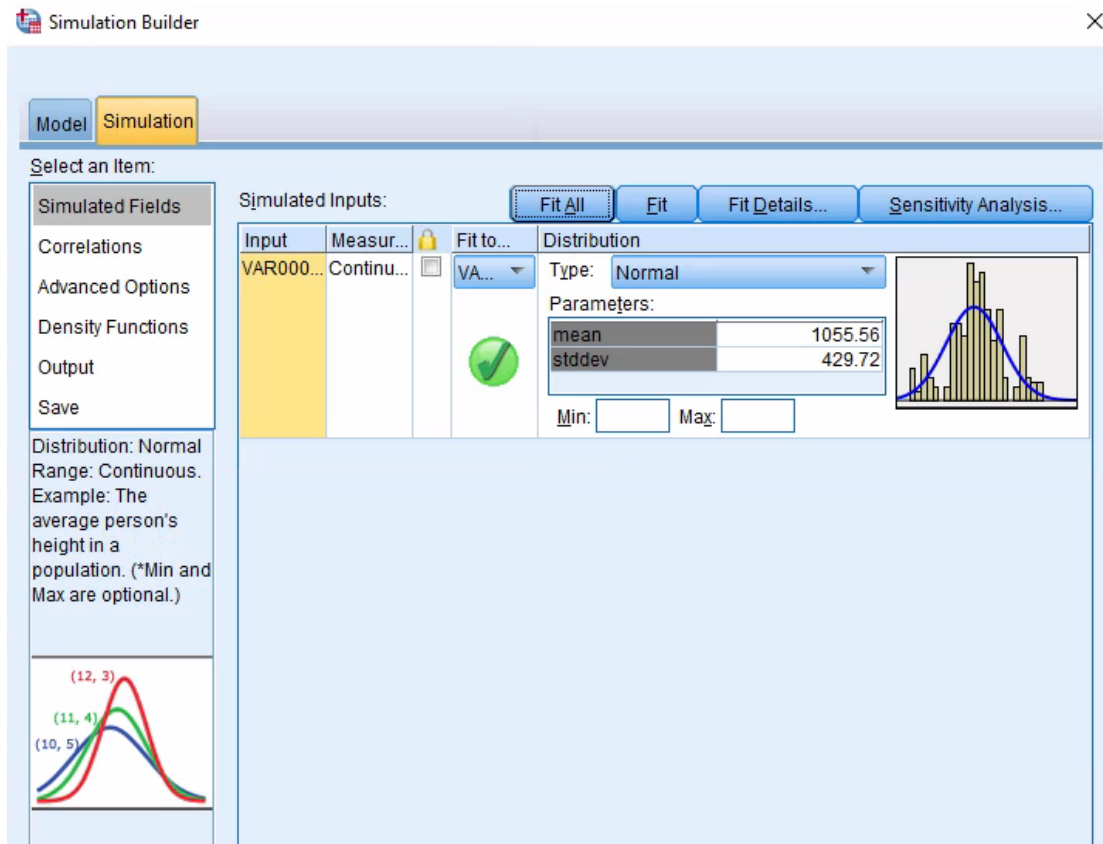 Simulation Builder
Model
Simulation
Select an Item:
Simulated Fields
Correlations
Advanced Options
Density Functions
Output
Save
Simulated Inputs:
Fit All
Fit
Fit Details...
Sensitivity Analysis...
Input
Measur...
Fit to...
Distribution
VAR000...
Continu...
VA...
Type:
Normal
Parameters:
mean 1055.56
stddev 429.72
Min:
Max:
Distribution: Normal
Range: Continuous.
Example: The
average person's
height in a
population. (*Min and
Max are optional.)
(12, 3)
(11, 4)
(10, 5)